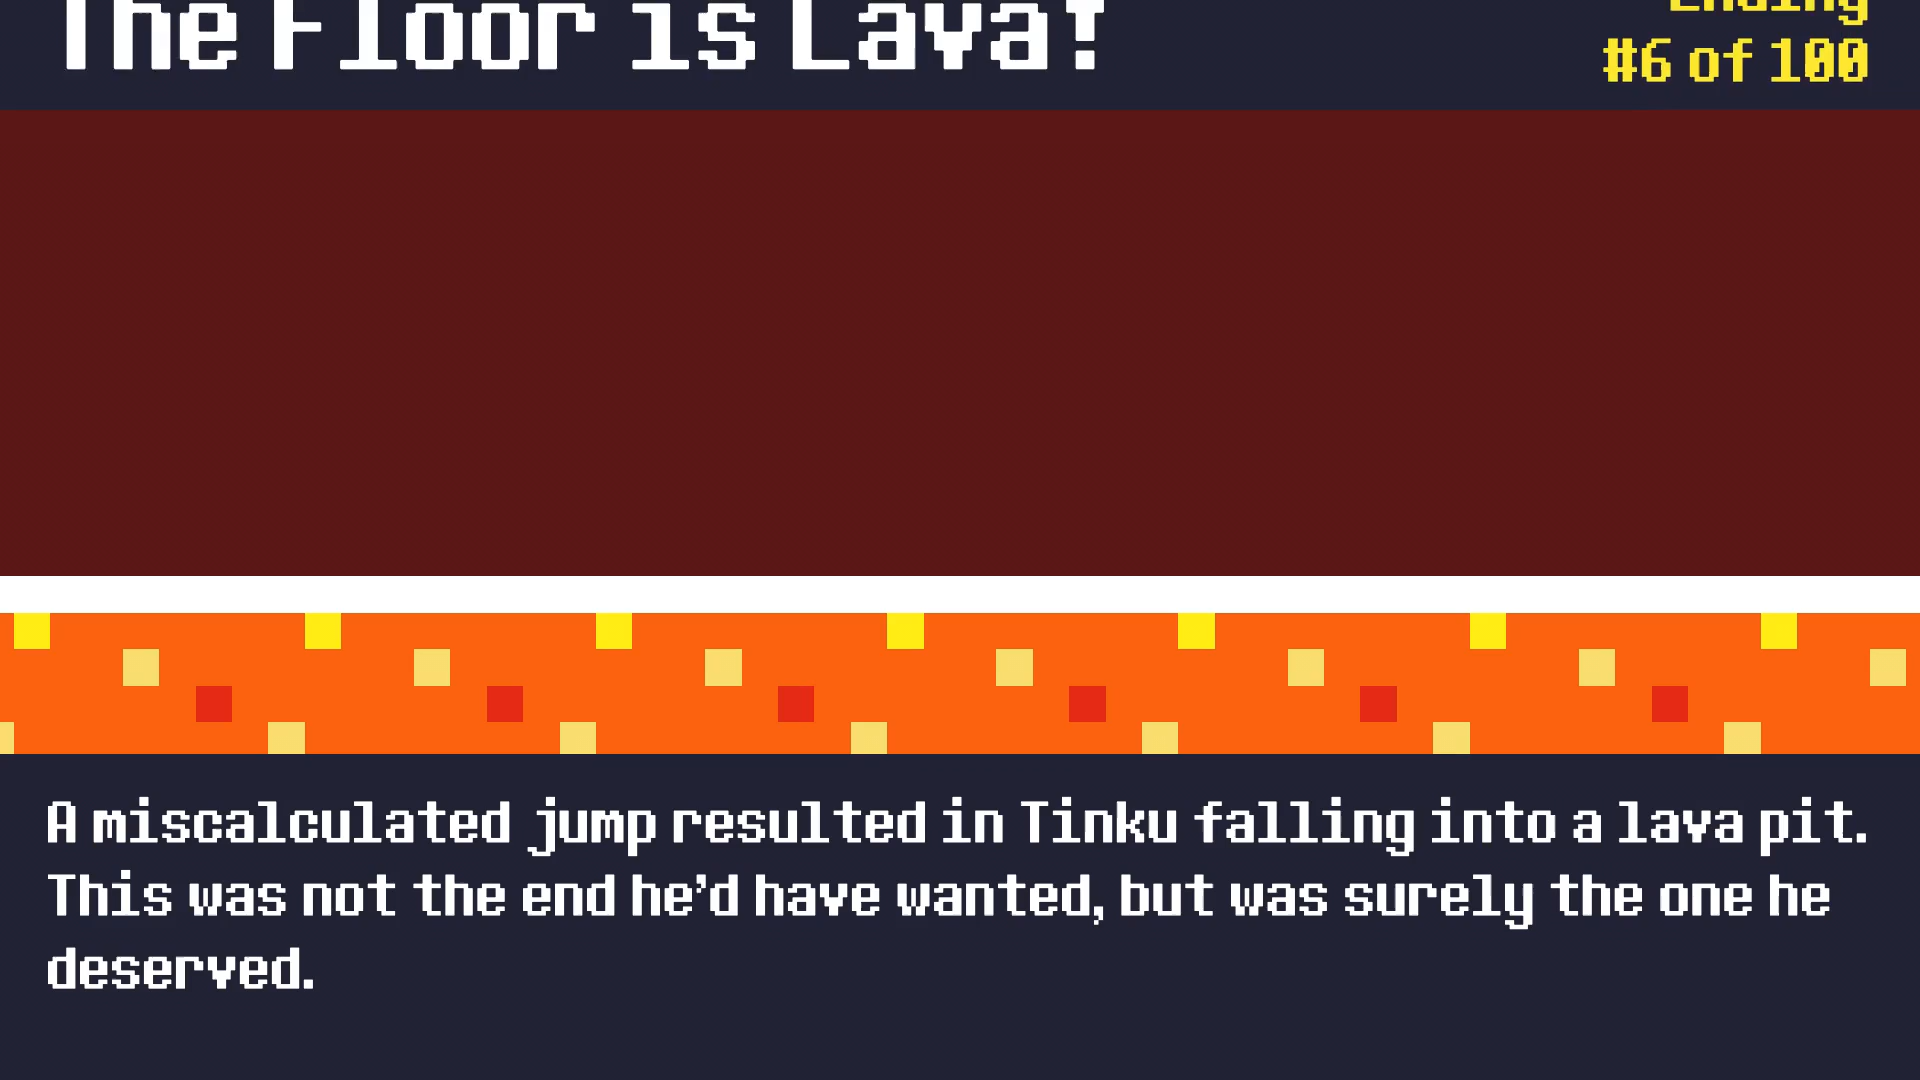 The Floor is Lava!
Ending
#6 of 100
A miscalculated jump resulted in Tinku falling into a lava pit.
This was not the end he’d have wanted, but was surely the one he
deserved.